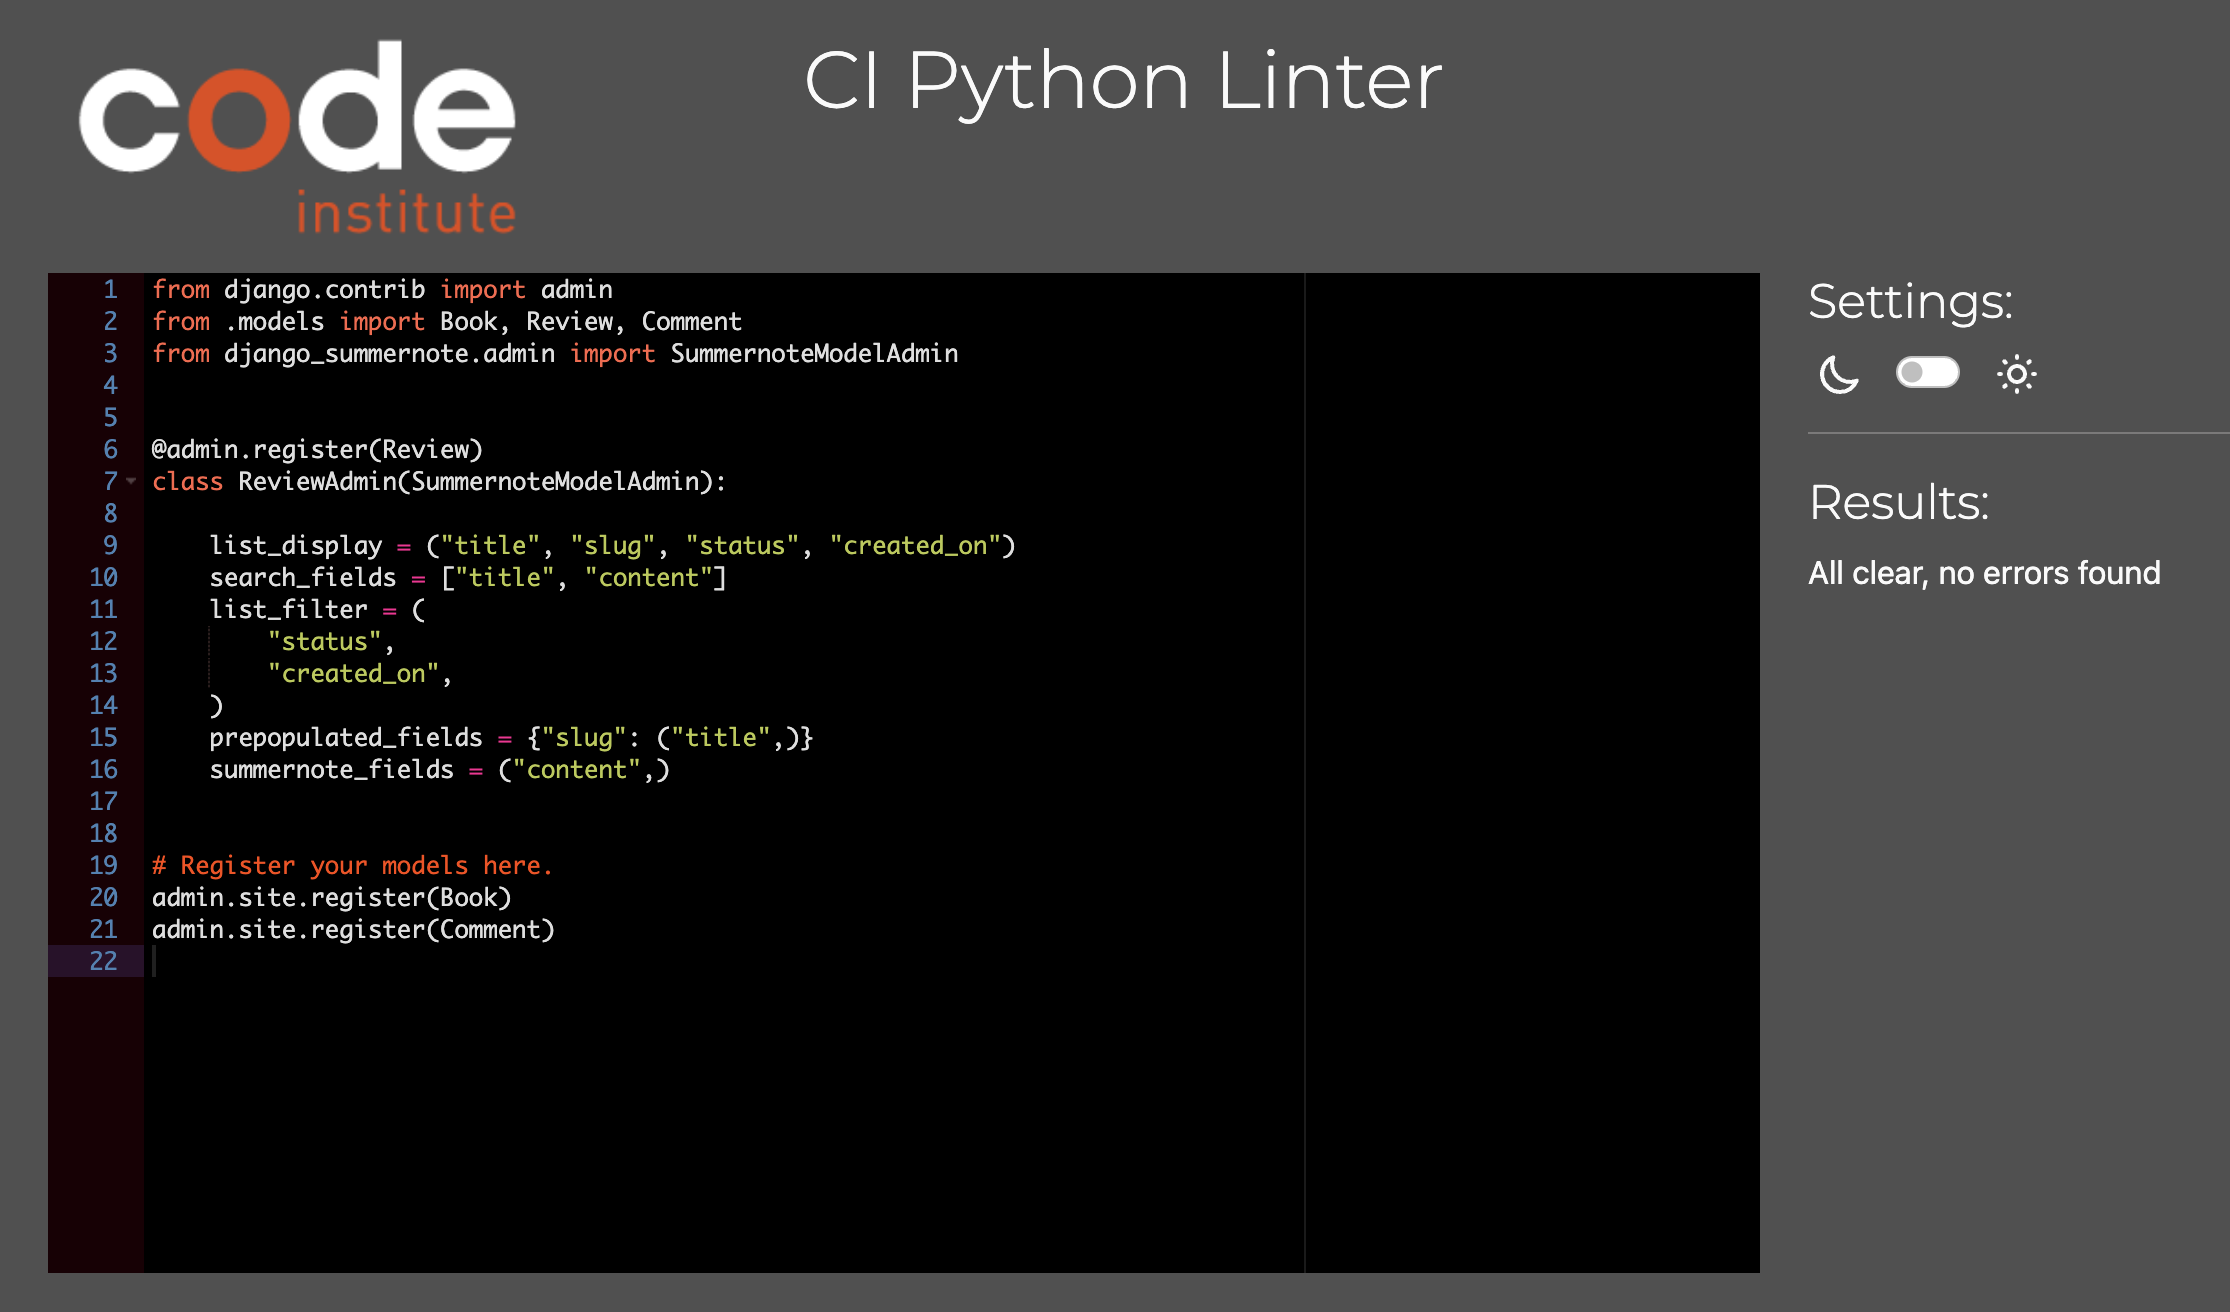 code
institute
CI Python Linter
1 from django.contrib import admin
2 from .models import Book, Review, Comment
3 from django_summernote.admin import SummernoteModelAdmin
4
5
6 @admin.register(Review)
7 class ReviewAdmin(SummernoteModelAdmin):
8
9     list_display = ("title", "slug", "status", "created_on")
10     search_fields = ["title", "content"]
11     list_filter = (
12         "status",
13         "created_on",
14     )
15     prepopulated_fields = {"slug": ("title",)}
16     summernote_fields = ("content",)
17
18
19 # Register your models here.
20 admin.site.register(Book)
21 admin.site.register(Comment)
22
Settings:
Results:
All clear, no errors found